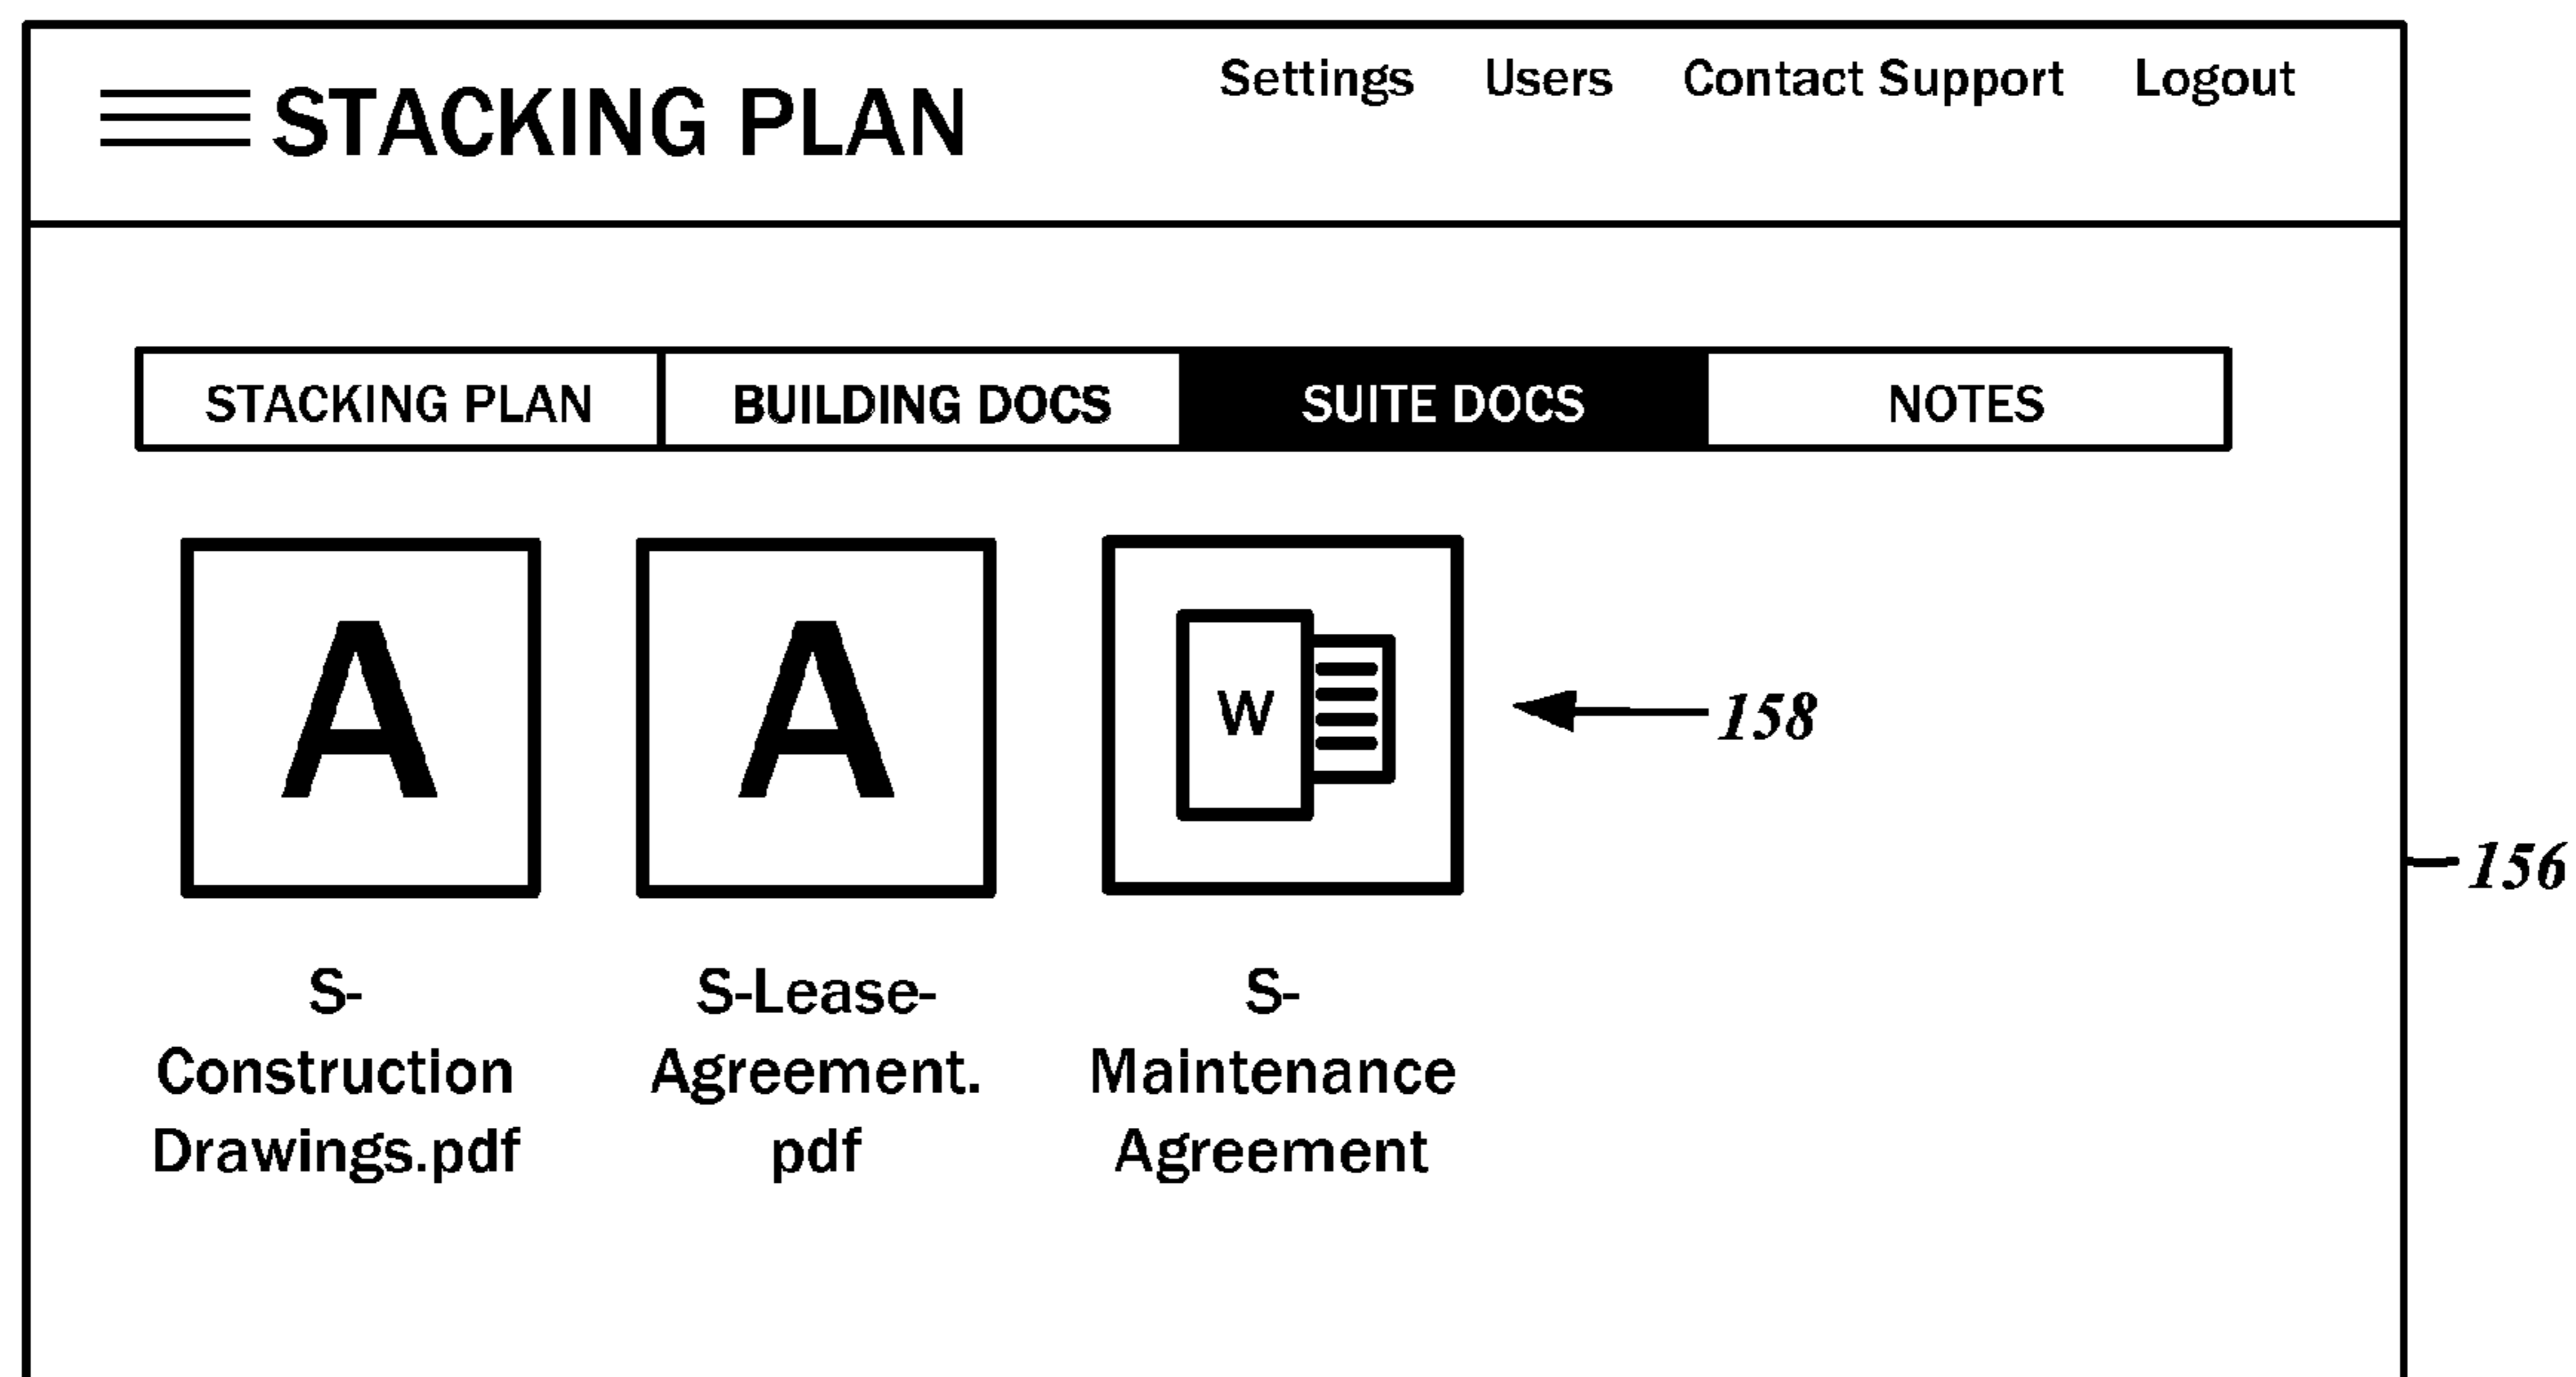 STACKING PLAN
Settings Users Contact Support Logout
STACKING PLAN BUILDING DOCS SUITE DOCS NOTES
A A W
158
156
S-
Construction
Drawings.pdf
S-Lease-
Agreement.
pdf
S-
Maintenance
Agreement